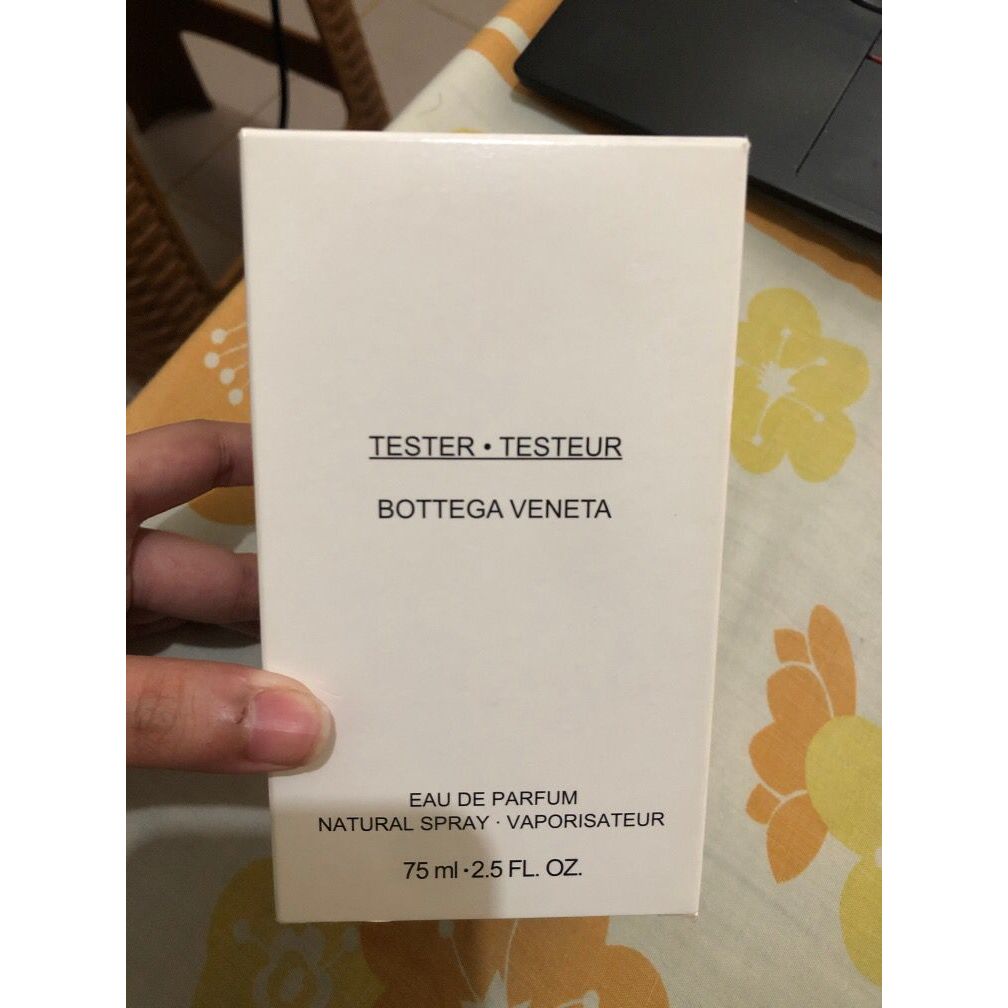 TESTER • TESTEUR
BOTTEGA VENETA
EAU DE PARFUM
NATURAL SPRAY · VAPORISATEUR
75 ml · 2.5 FL. OZ.